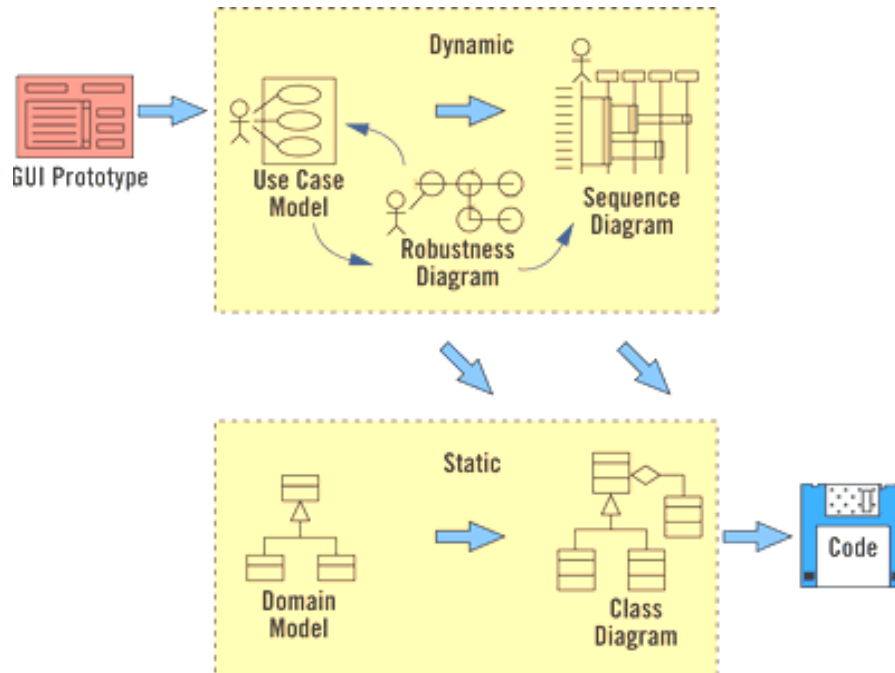 Dynamic
GUI Prototype
Use Case
Model
Robustness
Diagram
Sequence
Diagram
Static
Domain
Model
Class
Diagram
Code